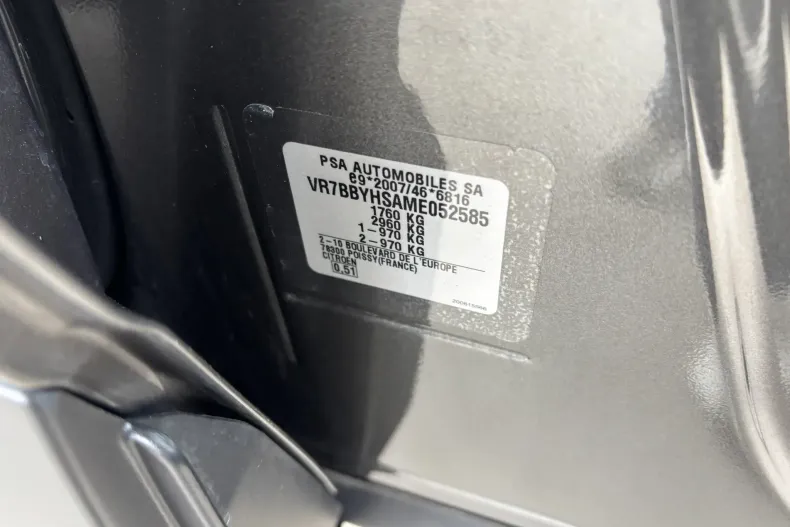 PSA AUTOMOBILES SA
e9*2007/46*6816
VR7BBYHSAME052585
1760 KG
2960 KG
1-970 KG
2-970 KG
2-10 BOULEVARD DE L'EUROPE
78300 POISSY(FRANCE)
CITROEN
0.51